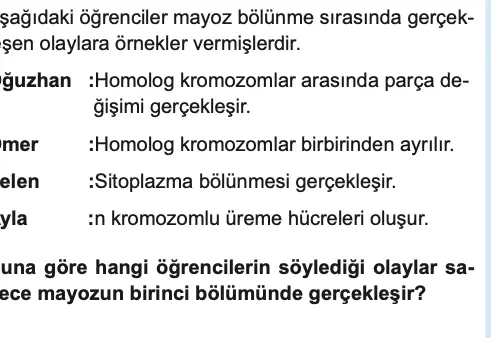 şağıdaki öğrenciler mayoz bölünme sırasında gerçek-
şen olaylara örnekler vermişlerdir.
ğuzhan :Homolog kromozomlar arasında parça de-
ğişimi gerçekleşir.
mer :Homolog kromozomlar birbirinden ayrılır.
elen :Sitoplazma bölünmesi gerçekleşir.
yla :n kromozomlu üreme hücreleri oluşur.
una göre hangi öğrencilerin söylediği olaylar sa-
ece mayozun birinci bölümünde gerçekleşir?